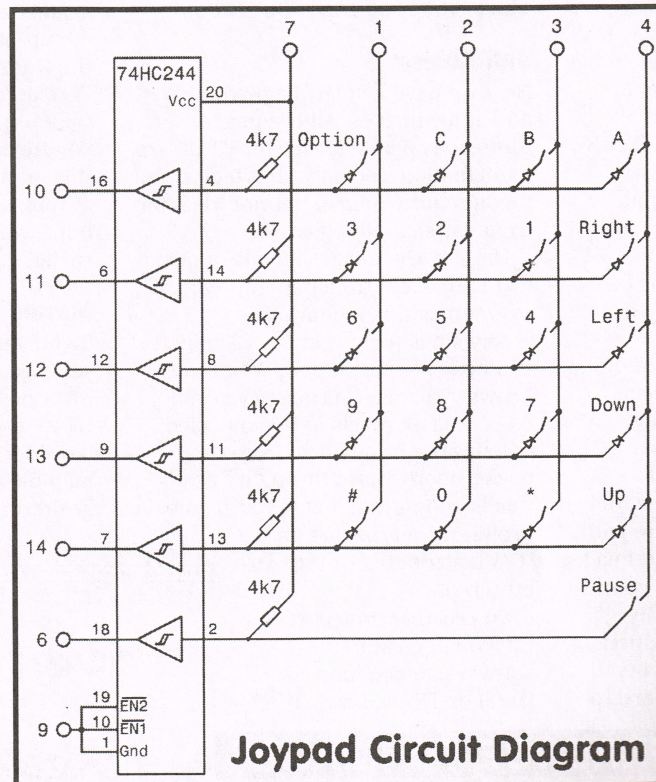 7 1 2 3 4
74HC244
Vcc 20
4k7 Option C B A
10 16 4
4k7 3 2 1 Right
11 6 14
4k7 6 5 4 Left
12 12 8
4k7 9 8 7 Down
13 9 11
4k7 # 0 * Up
14 7 13
4k7 Pause
6 18 2
19 EN2
9 10 EN1
1 Gnd
Joypad Circuit Diagram